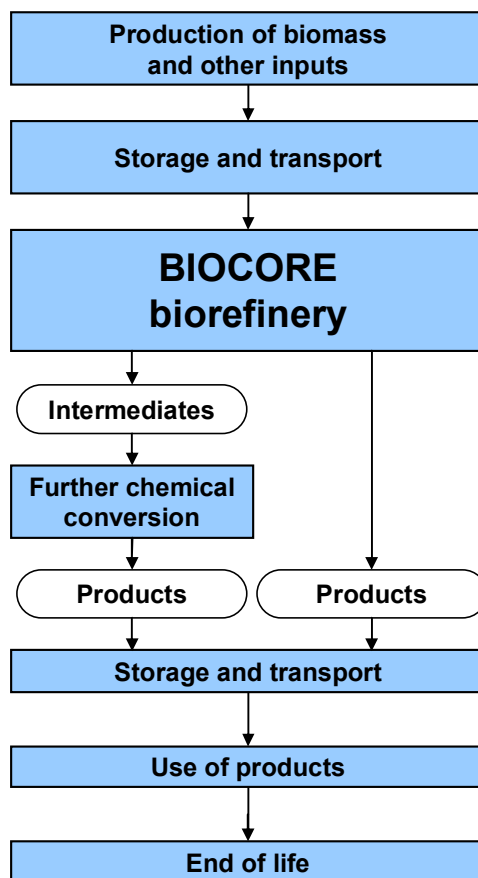 Production of biomass
and other inputs
Storage and transport
BIOCORE
biorefinery
Intermediates
Further chemical
conversion
Products
Products
Storage and transport
Use of products
End of life